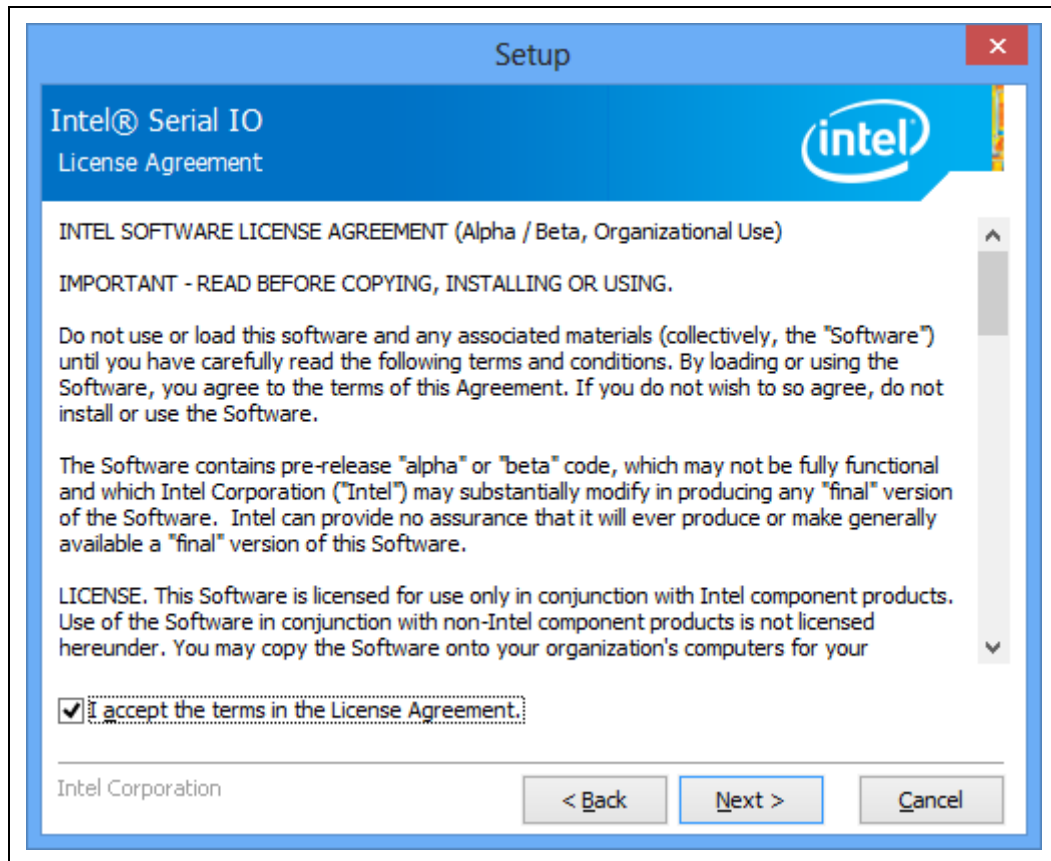 Setup
Intel® Serial IO
License Agreement
intel
INTEL SOFTWARE LICENSE AGREEMENT (Alpha / Beta, Organizational Use)
IMPORTANT - READ BEFORE COPYING, INSTALLING OR USING.
Do not use or load this software and any associated materials (collectively, the "Software")
until you have carefully read the following terms and conditions. By loading or using the
Software, you agree to the terms of this Agreement. If you do not wish to so agree, do not
install or use the Software.
The Software contains pre-release "alpha" or "beta" code, which may not be fully functional
and which Intel Corporation ("Intel") may substantially modify in producing any "final" version
of the Software.  Intel can provide no assurance that it will ever produce or make generally
available a "final" version of this Software.
LICENSE. This Software is licensed for use only in conjunction with Intel component products.
Use of the Software in conjunction with non-Intel component products is not licensed
hereunder. You may copy the Software onto your organization's computers for your
I accept the terms in the License Agreement.
Intel Corporation
< Back
Next >
Cancel